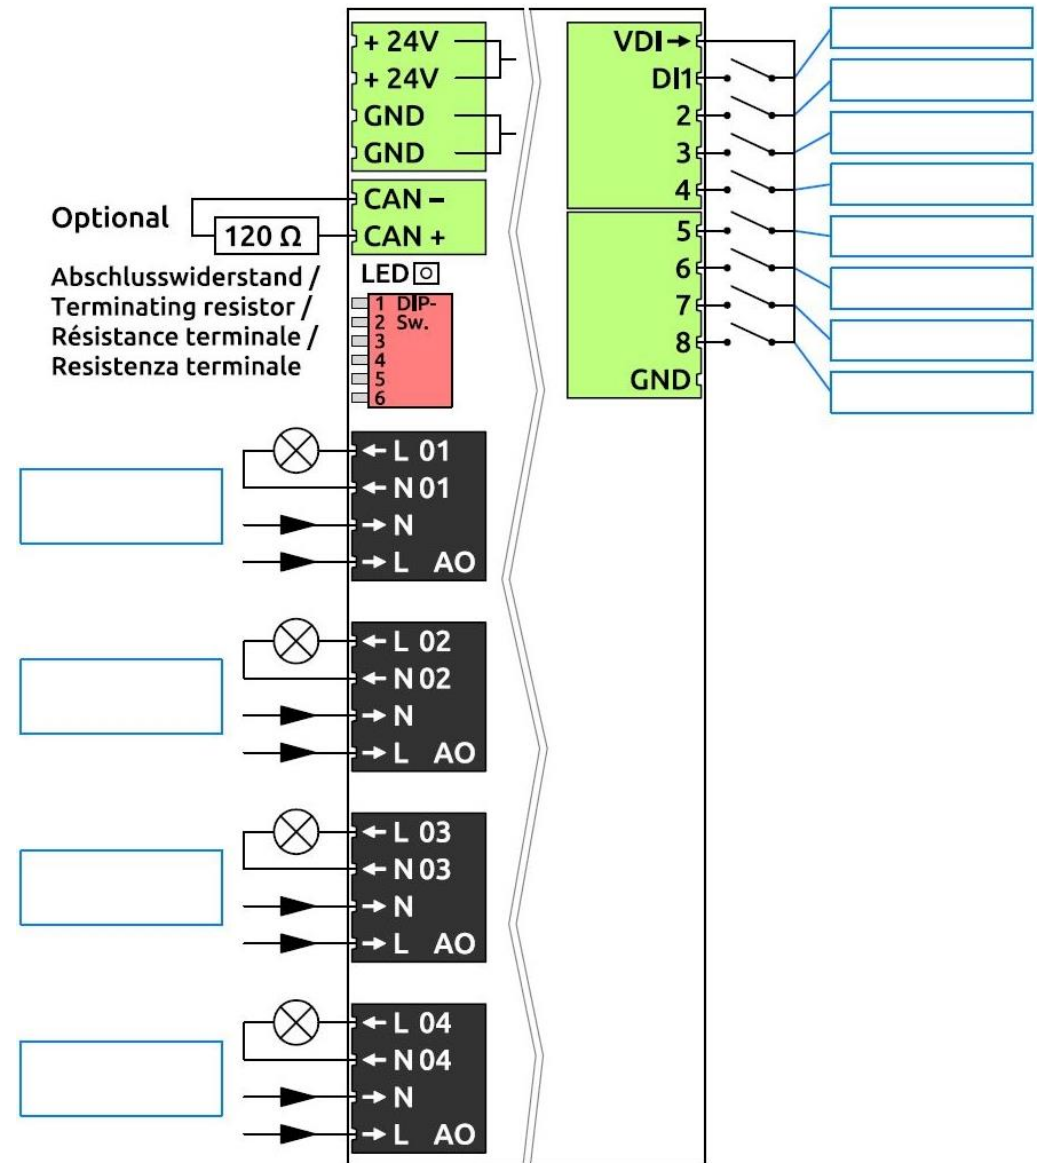 + 24V
+ 24V
GND
GND
CAN –
CAN +
Optional
120 Ω
Abschlusswiderstand /
Terminating resistor /
Résistance terminale /
Resistenza terminale
LED
1 DIP-
2 Sw.
3
4
5
6
← L 01
← N 01
→ N
→ L AO
← L 02
← N 02
→ N
→ L AO
← L 03
← N 03
→ N
→ L AO
← L 04
← N 04
→ N
→ L AO
VDI →
DI1
2
3
4
5
6
7
8
GND